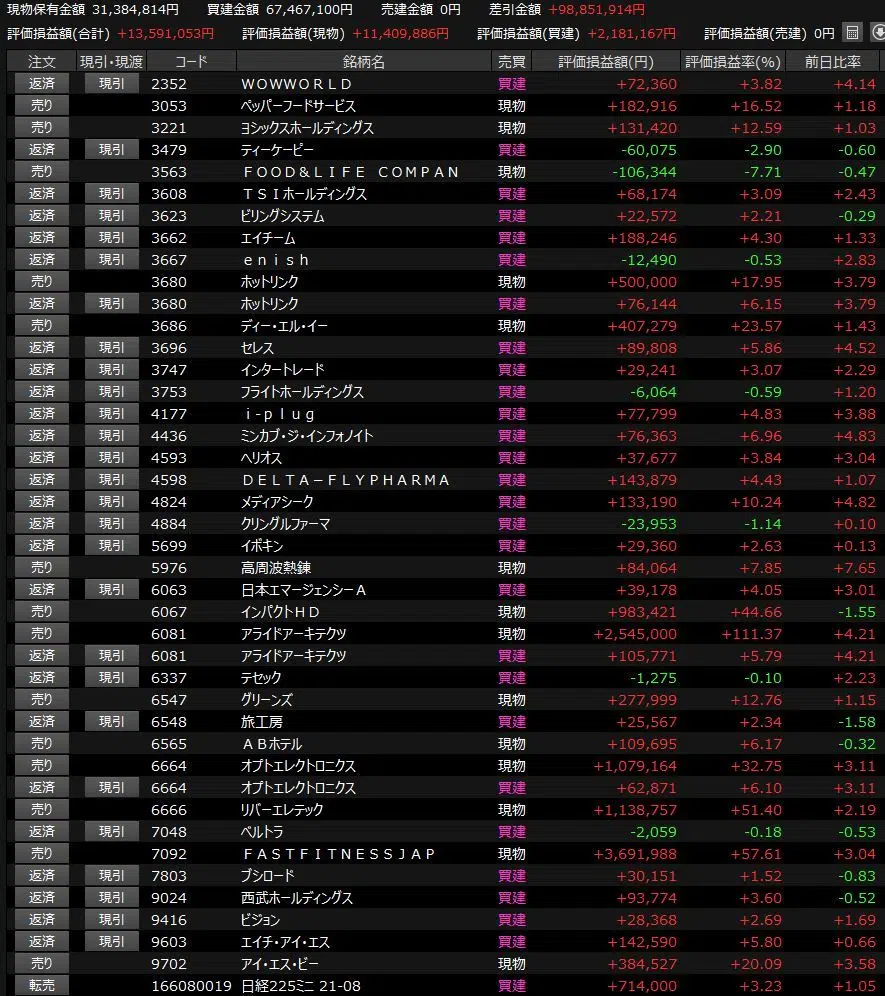 現物保有金額 31,384,814円 買建金額 67,467,100円 売建金額 0円 差引金額 +98,851,914円
評価損益額(合計) +13,591,053円 評価損益額(現物) +11,409,886円 評価損益額(買建) +2,181,167円 評価損益額(売建) 0円
注文 現引・現渡 コード 銘柄名 売買 評価損益額(円) 評価損益率(%) 前日比率
返済 現引 2352 ＷＯＷＷＯＲＬＤ 買建 +72,360 +3.82 +4.14
売り 3053 ペッパーフードサービス 現物 +182,916 +16.52 +1.18
売り 3221 ヨシックスホールディングス 現物 +131,420 +12.59 +1.03
返済 現引 3479 ティーケーピー 買建 -60,075 -2.90 -0.60
売り 3563 ＦＯＯＤ＆ＬＩＦＥ　ＣＯＭＰＡＮ 現物 -106,344 -7.71 -0.47
返済 現引 3608 ＴＳＩホールディングス 買建 +68,174 +3.09 +2.43
返済 現引 3623 ビリングシステム 買建 +22,572 +2.21 -0.29
返済 現引 3662 エイチーム 買建 +188,246 +4.30 +1.33
返済 現引 3667 ｅｎｉｓｈ 買建 -12,490 -0.53 +2.83
売り 3680 ホットリンク 現物 +500,000 +17.95 +3.79
返済 現引 3680 ホットリンク 買建 +76,144 +6.15 +3.79
売り 3686 ディー・エル・イー 現物 +407,279 +23.57 +1.43
返済 現引 3696 セレス 買建 +89,808 +5.86 +4.52
返済 現引 3747 インタートレード 買建 +29,241 +3.07 +2.29
返済 現引 3753 フライトホールディングス 買建 -6,064 -0.59 +1.20
返済 現引 4177 ｉ－ｐｌｕｇ 買建 +77,799 +4.83 +3.88
返済 現引 4436 ミンカブ・ジ・インフォノイト 買建 +76,363 +6.96 +4.83
返済 現引 4593 ヘリオス 買建 +37,677 +3.84 +3.04
返済 現引 4598 ＤＥＬＴＡ－ＦＬＹＰＨＡＲＭＡ 買建 +143,879 +4.43 +1.07
返済 現引 4824 メディアシーク 買建 +133,190 +10.24 +4.82
返済 現引 4884 クリングルファーマ 買建 -23,953 -1.14 +0.10
返済 現引 5699 イボキン 買建 +29,360 +2.63 +0.13
売り 5976 高周波熱錬 現物 +84,064 +7.85 +7.65
返済 現引 6063 日本エマージェンシーＡ 買建 +39,178 +4.05 +3.01
売り 6067 インパクトＨＤ 現物 +983,421 +44.66 -1.55
売り 6081 アライドアーキテクツ 現物 +2,545,000 +111.37 +4.21
返済 現引 6081 アライドアーキテクツ 買建 +105,771 +5.79 +4.21
返済 現引 6337 テセック 買建 -1,275 -0.10 +2.23
売り 6547 グリーンズ 現物 +277,999 +12.76 +1.15
返済 現引 6548 旅工房 買建 +25,567 +2.34 -1.58
売り 6565 ＡＢホテル 現物 +109,695 +6.17 -0.32
売り 6664 オプトエレクトロニクス 現物 +1,079,164 +32.75 +3.11
返済 現引 6664 オプトエレクトロニクス 買建 +62,871 +6.10 +3.11
売り 6666 リバーエレテック 現物 +1,138,757 +51.40 +2.19
返済 現引 7048 ベルトラ 買建 -2,059 -0.18 -0.53
売り 7092 ＦＡＳＴＦＩＴＮＥＳＳＪＡＰ 現物 +3,691,988 +57.61 +3.04
返済 現引 7803 ブシロード 買建 +30,151 +1.52 -0.83
返済 現引 9024 西武ホールディングス 買建 +93,774 +3.60 -0.52
返済 現引 9416 ビジョン 買建 +28,368 +2.69 +1.69
返済 現引 9603 エイチ・アイ・エス 買建 +142,590 +5.80 +0.66
売り 9702 アイ・エス・ビー 現物 +384,527 +20.09 +3.58
転売 166080019 日経225ミニ 21-08 買建 +714,000 +3.23 +1.05